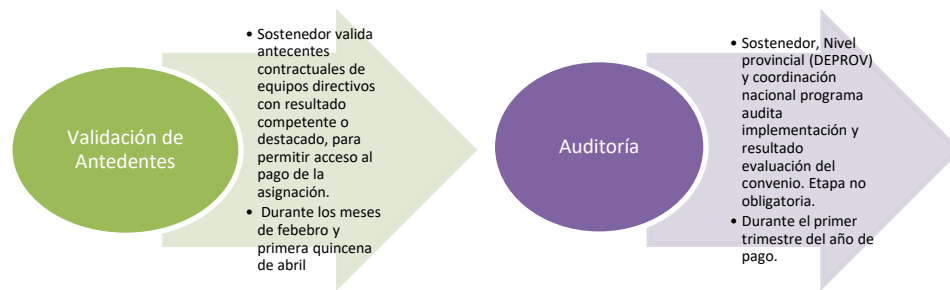 Validación de
Antedentes
• Sostenedor valida
antecentes
contractuales de
equipos directivos
con resultado
competente o
destacado, para
permitir acceso al
pago de la
asignación.
• Durante los meses
de febebro y
primera quincena
de abril
Auditoría
• Sostenedor, Nivel
provincial (DEPROV)
y coordinación
nacional programa
audita
implementación y
resultado
evaluación del
convenio. Etapa no
obligatoria.
• Durante el primer
trimestre del año de
pago.